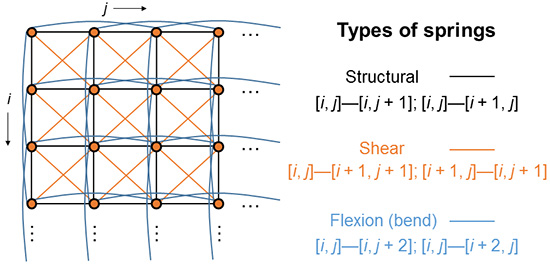 j
i
...
...
...
...
Types of springs
Structural
[i, j]—[i, j + 1]; [i, j]—[i + 1, j]
Shear
[i, j]—[i + 1, j + 1]; [i + 1, j]—[i, j + 1]
Flexion (bend)
[i, j]—[i, j + 2]; [i, j]—[i + 2, j]